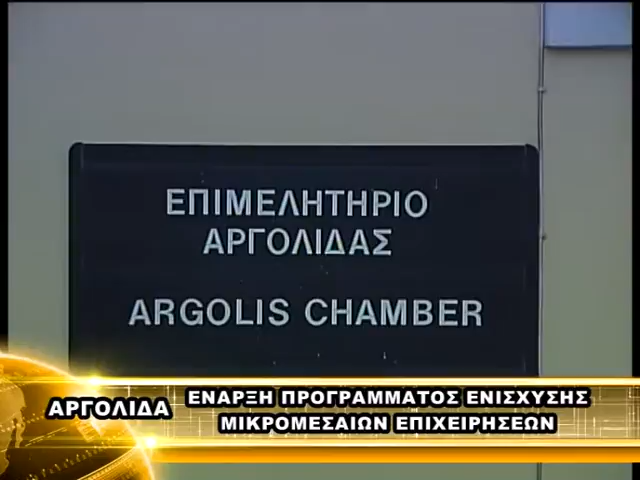 ΕΠΙΜΕΛΗΤΗΡΙΟ
ΑΡΓΟΛΙΔΑΣ
ARGOLIS CHAMBER
ΑΡΓΟΛΙΔΑ
ΕΝΑΡΞΗ ΠΡΟΓΡΑΜΜΑΤΟΣ ΕΝΙΣΧΥΣΗΣ
ΜΙΚΡΟΜΕΣΑΙΩΝ ΕΠΙΧΕΙΡΗΣΕΩΝ